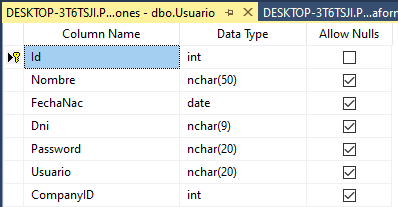 DESKTOP-3T6TSJI.P...ones - dbo.Usuario DESKTOP-3T6TSJI.P...aforn
Column Name Data Type Allow Nulls
Id int
Nombre nchar(50)
FechaNac date
Dni nchar(9)
Password nchar(20)
Usuario nchar(20)
CompanyID int